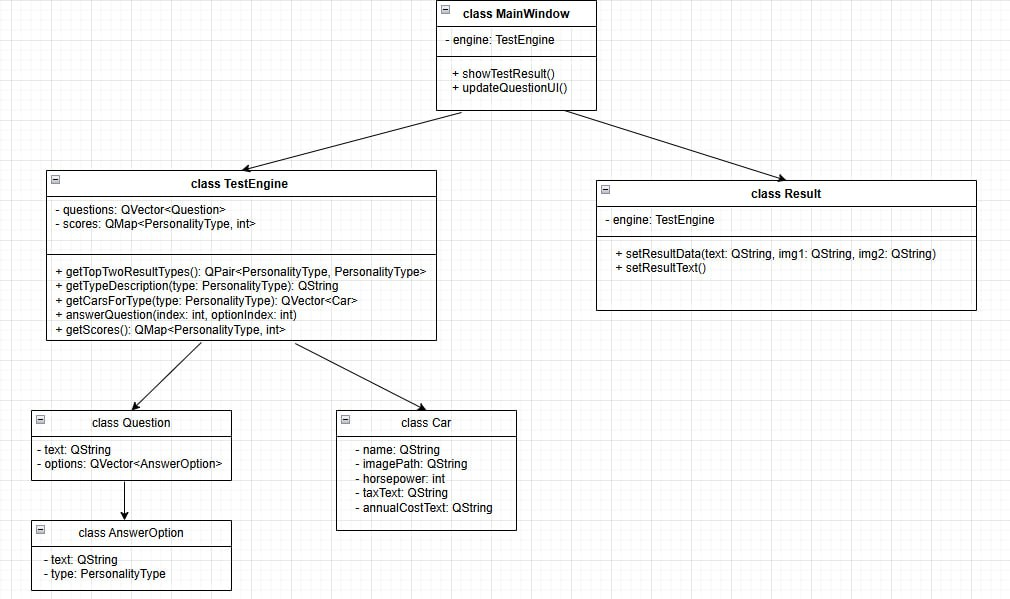 class MainWindow
- engine: TestEngine
+ showTestResult()
+ updateQuestionUI()
class TestEngine
- questions: QVector<Question>
- scores: QMap<PersonalityType, int>
+ getTopTwoResultTypes(): QPair<PersonalityType, PersonalityType>
+ getTypeDescription(type: PersonalityType): QString
+ getCarsForType(type: PersonalityType): QVector<Car>
+ answerQuestion(index: int, optionIndex: int)
+ getScores(): QMap<PersonalityType, int>
class Result
- engine: TestEngine
+ setResultData(text: QString, img1: QString, img2: QString)
+ setResultText()
class Question
- text: QString
- options: QVector<AnswerOption>
class Car
- name: QString
- imagePath: QString
- horsepower: int
- taxText: QString
- annualCostText: QString
class AnswerOption
- text: QString
- type: PersonalityType